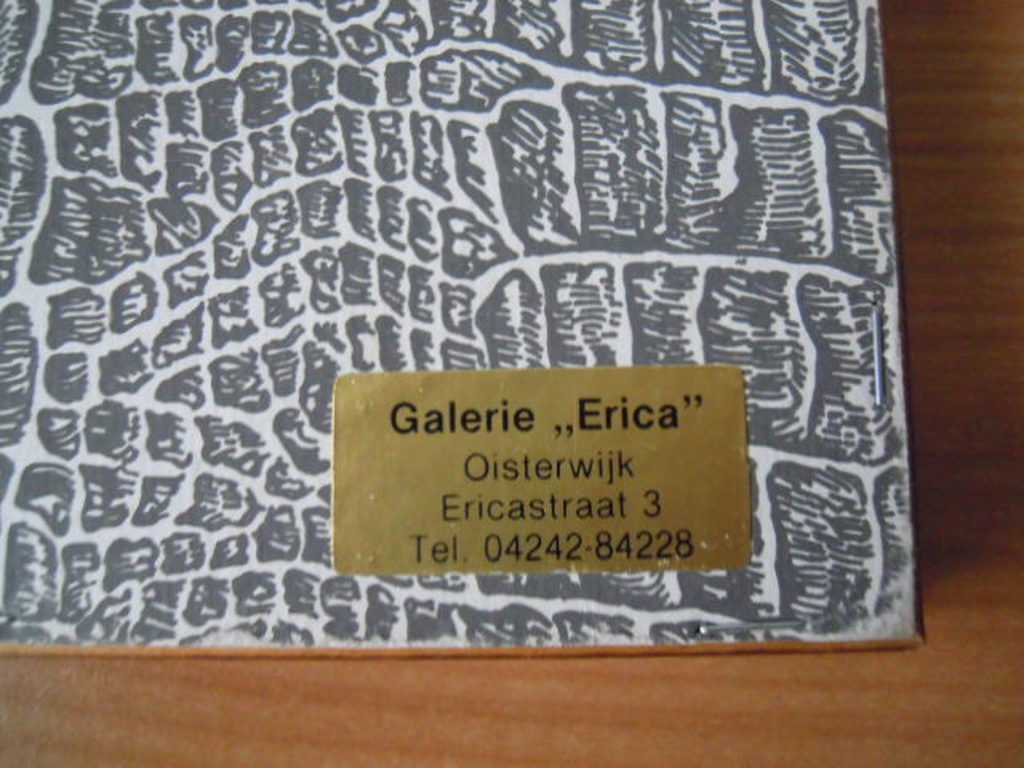 Galerie „Erica”
Oisterwijk
Ericastraat 3
Tel. 04242-84228